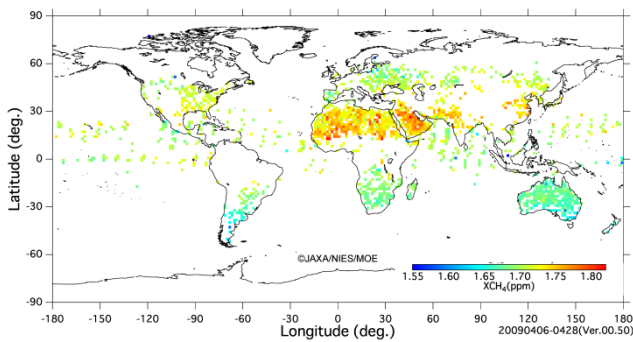 90
60
30
0
-30
-60
-90
Latitude (deg.)
©JAXA/NIES/MOE
1.55 1.60 1.65 1.70 1.75 1.80
XCH₄(ppm)
-180 -150 -120 -90 -60 -30 0 30 60 90 120 150 180
Longitude (deg.)
20090406-0428(Ver.00.50)